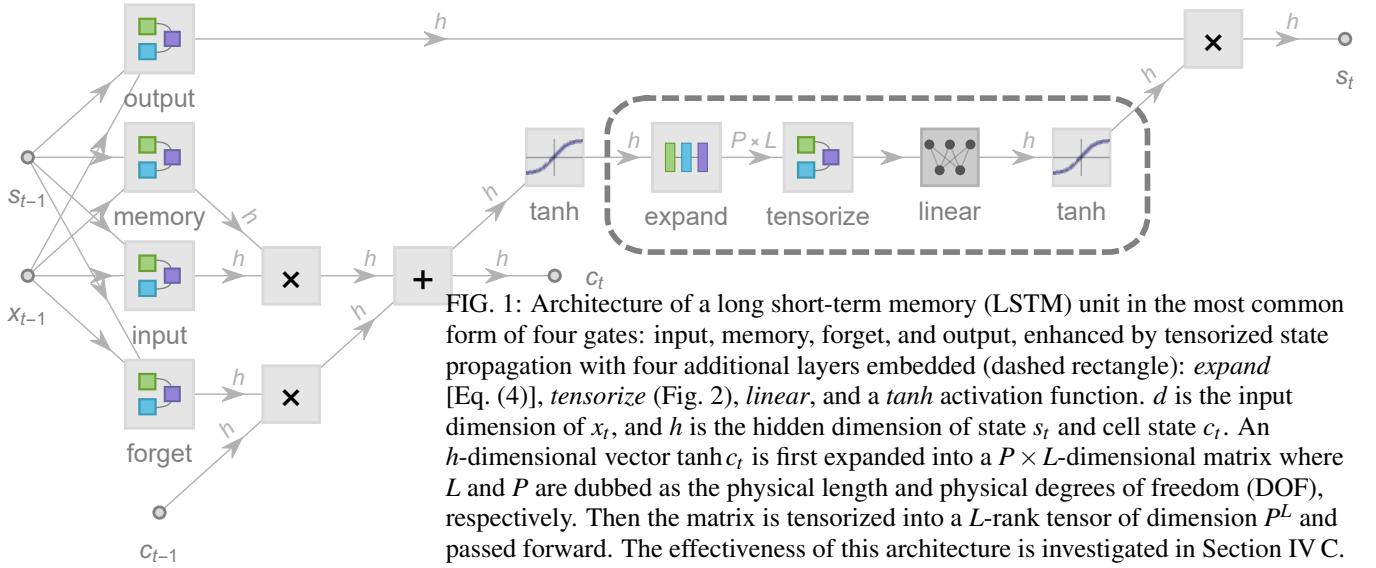 h
h
s_t
output
h
P × L
h
s_{t−1}
memory
h
h
tanh
expand
tensorize
linear
tanh
h
h
h
h
c_t
x_{t−1}
input
h
h
h
forget
c_{t−1}
FIG. 1: Architecture of a long short-term memory (LSTM) unit in the most common
form of four gates: input, memory, forget, and output, enhanced by tensorized state
propagation with four additional layers embedded (dashed rectangle): expand
[Eq. (4)], tensorize (Fig. 2), linear, and a tanh activation function. d is the input
dimension of x_t, and h is the hidden dimension of state s_t and cell state c_t. An
h-dimensional vector tanh c_t is first expanded into a P × L-dimensional matrix where
L and P are dubbed as the physical length and physical degrees of freedom (DOF),
respectively. Then the matrix is tensorized into a L-rank tensor of dimension P^L and
passed forward. The effectiveness of this architecture is investigated in Section IV C.